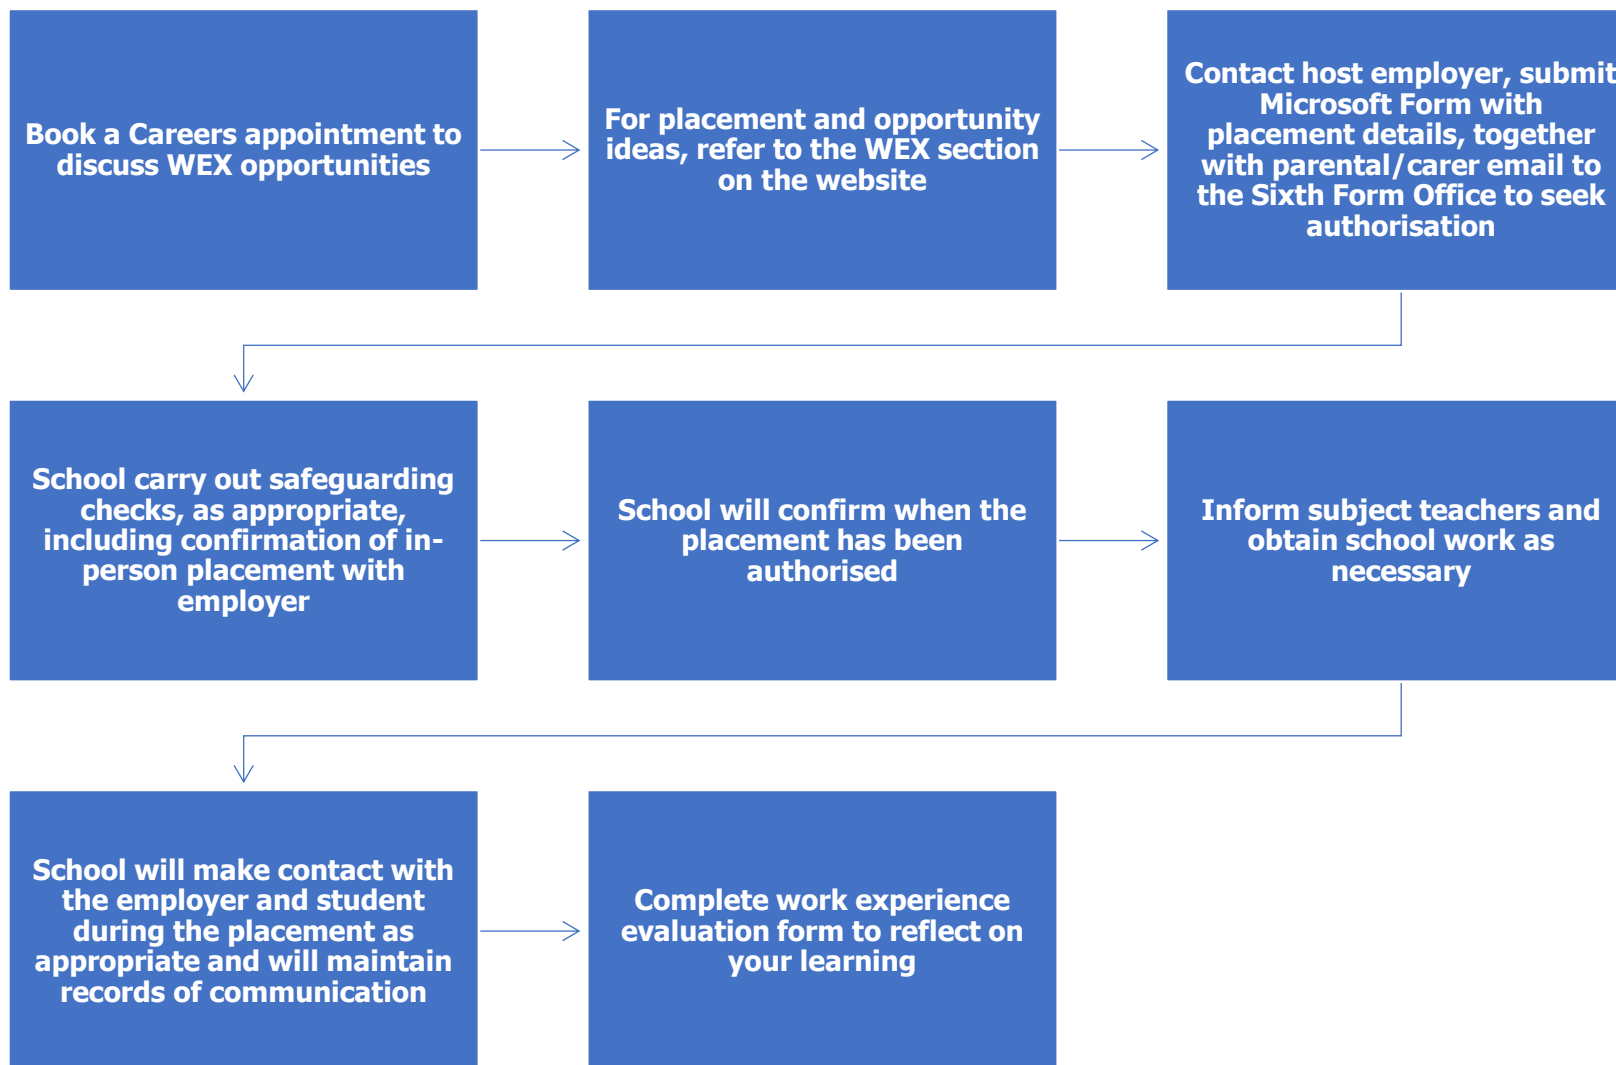 Book a Careers appointment to
discuss WEX opportunities
For placement and opportunity
ideas, refer to the WEX section
on the website
Contact host employer, submit
Microsoft Form with
placement details, together
with parental/carer email to
the Sixth Form Office to seek
authorisation
School carry out safeguarding
checks, as appropriate,
including confirmation of in-
person placement with
employer
School will confirm when the
placement has been
authorised
Inform subject teachers and
obtain school work as
necessary
School will make contact with
the employer and student
during the placement as
appropriate and will maintain
records of communication
Complete work experience
evaluation form to reflect on
your learning